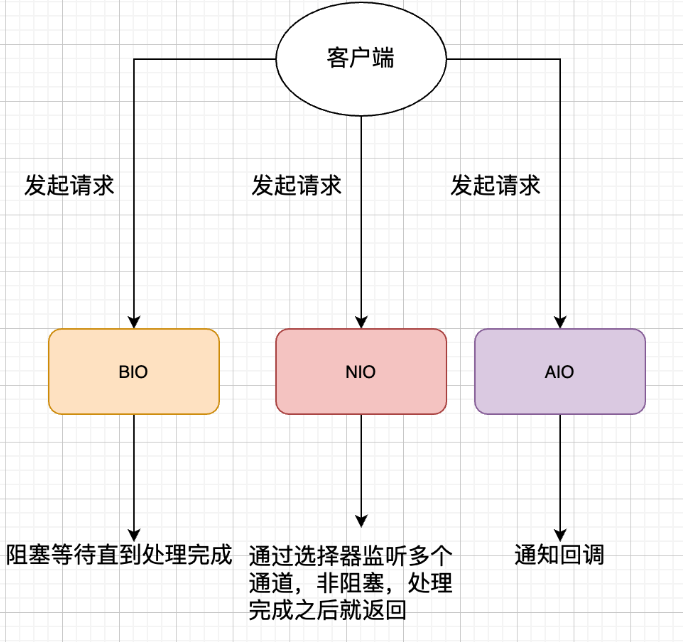 客户端
发起请求
发起请求
发起请求
BIO
NIO
AIO
阻塞等待直到处理完成
通过选择器监听多个
通道，非阻塞，处理
完成之后就返回
通知回调